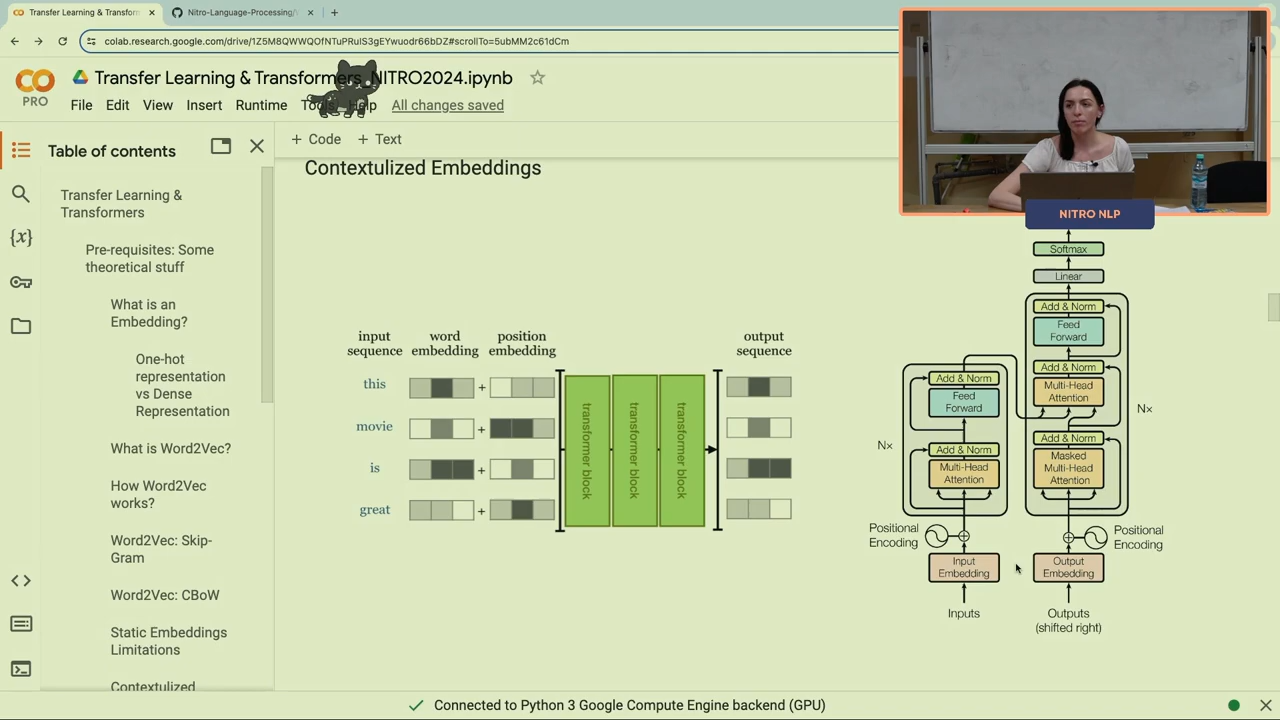 Transfer Learning & Transform
Nitro-Language-Processing/
colab.research.google.com/drive/1Z5M8QWWQOfNTuPRulS3gEYwuodr66bDZ#scrollTo=5ubMM2c61dCm
CO
PRO
Transfer Learning & Transformers_NITRO2024.ipynb
File Edit View Insert Runtime Tools Help All changes saved
+ Code + Text
Table of contents
Transfer Learning &
Transformers
Pre-requisites: Some
theoretical stuff
What is an
Embedding?
One-hot
representation
vs Dense
Representation
What is Word2Vec?
How Word2Vec
works?
Word2Vec: Skip-
Gram
Word2Vec: CBoW
Static Embeddings
Limitations
Contextulized
Contextulized Embeddings
input
sequence
word
embedding
position
embedding
output
sequence
this
movie
is
great
+
+
+
+
transformer block
transformer block
transformer block
NITRO NLP
Softmax
Linear
Add & Norm
Feed
Forward
Add & Norm
Multi-Head
Attention
Add & Norm
Masked
Multi-Head
Attention
Nx
Add & Norm
Feed
Forward
Add & Norm
Multi-Head
Attention
Nx
Positional
Encoding
Positional
Encoding
Input
Embedding
Output
Embedding
Inputs
Outputs
(shifted right)
Connected to Python 3 Google Compute Engine backend (GPU)